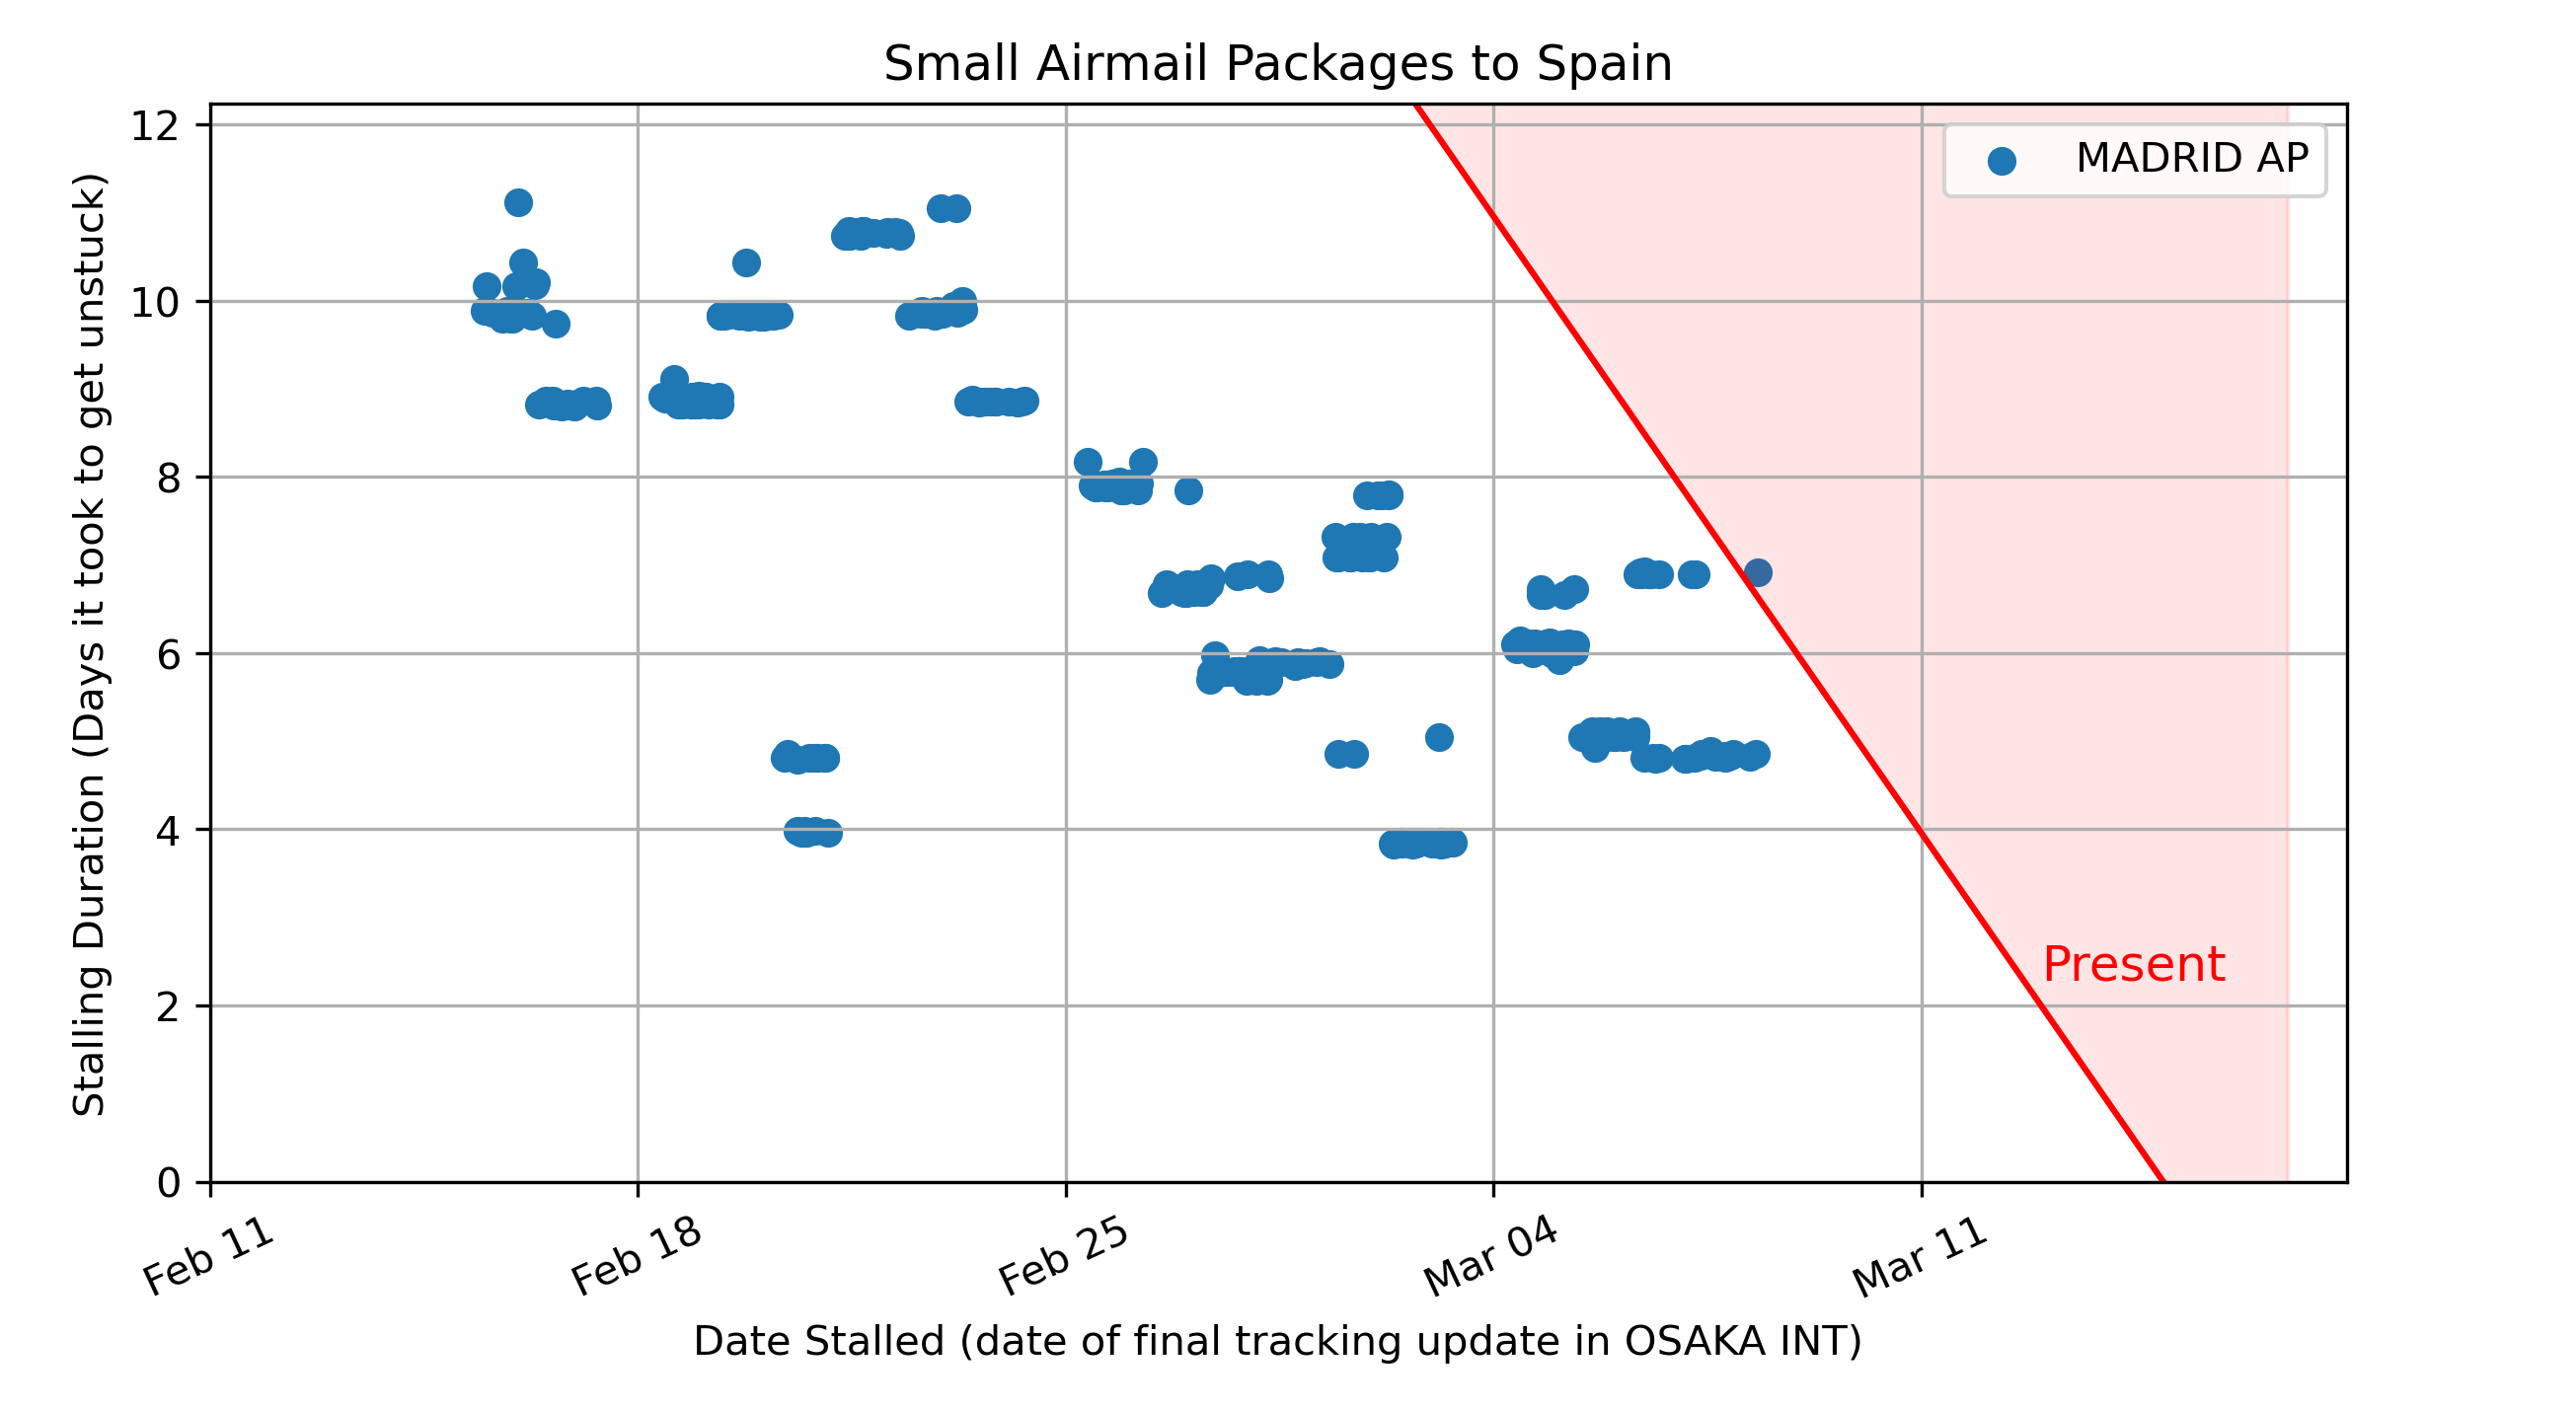 Small Airmail Packages to Spain
Stalling Duration (Days it took to get unstuck)
12
10
8
6
4
2
0
MADRID AP
Present
Feb 11
Feb 18
Feb 25
Mar 04
Mar 11
Date Stalled (date of final tracking update in OSAKA INT)